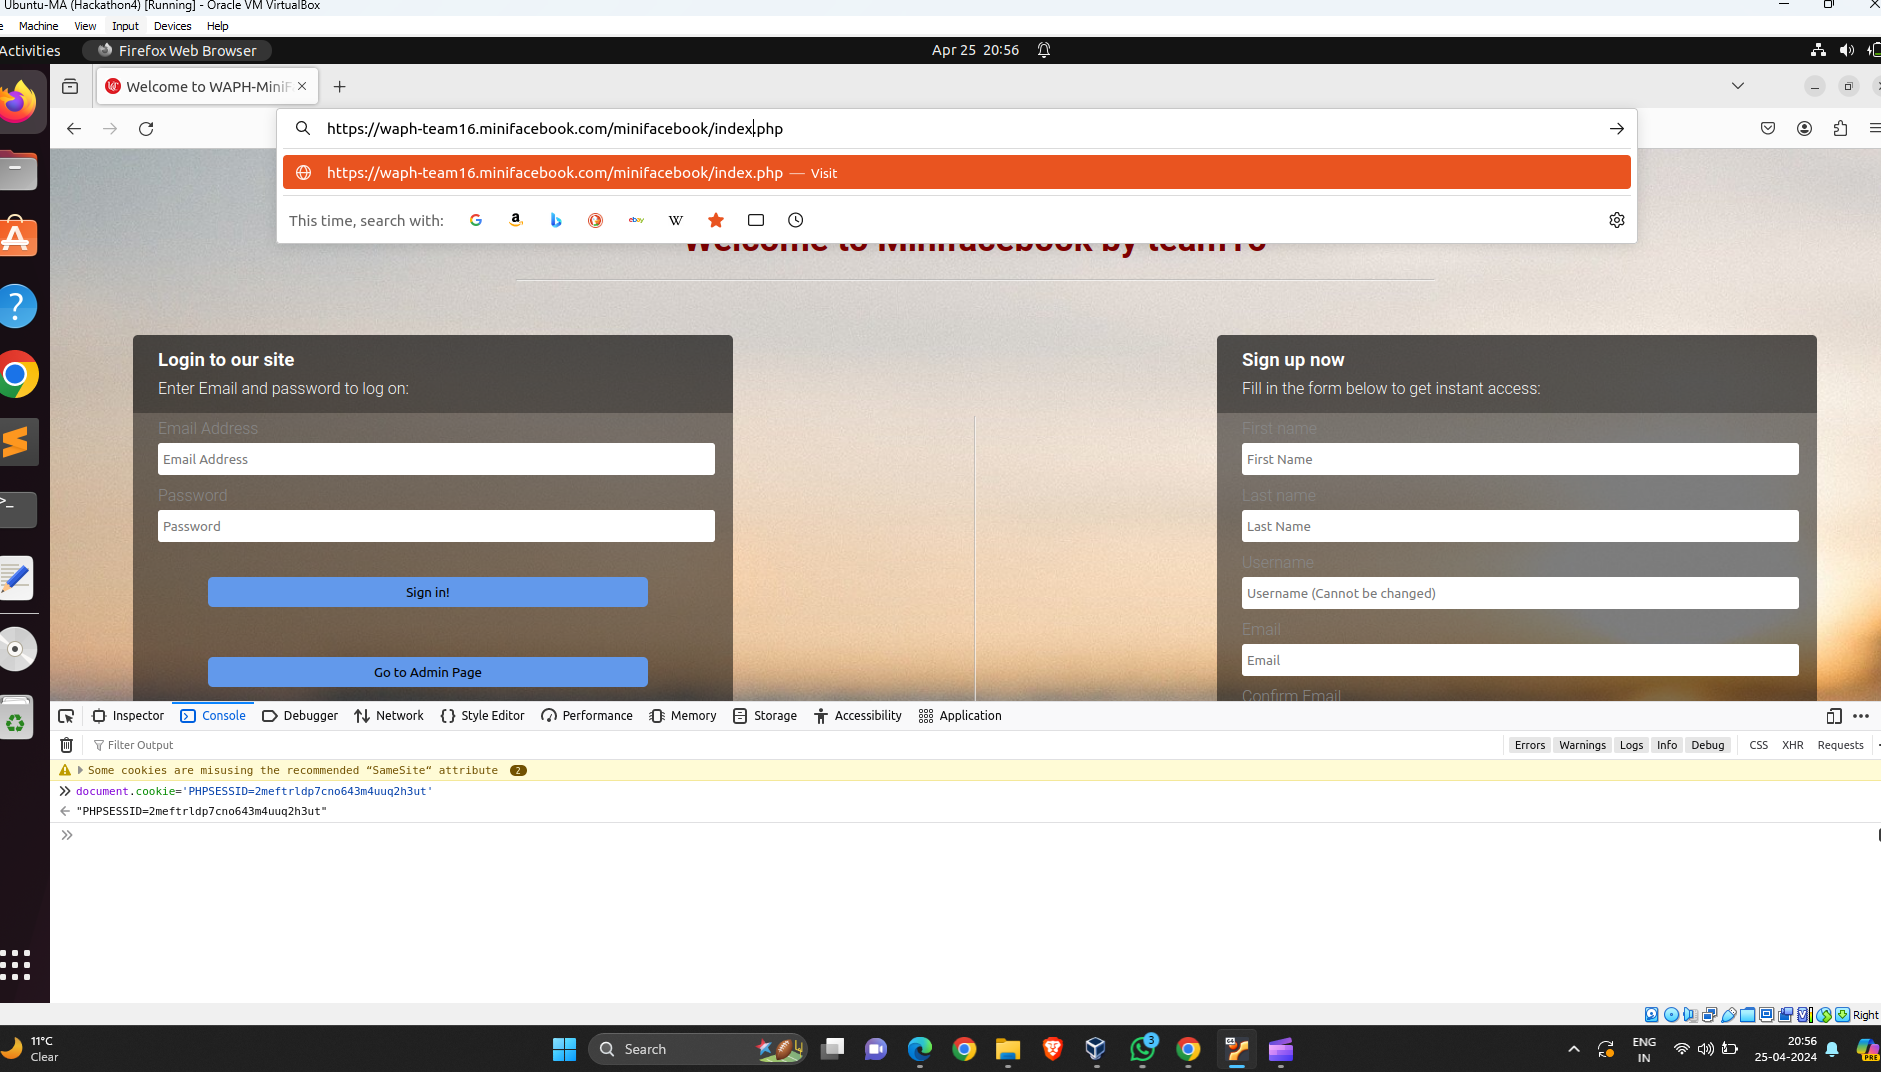 Ubuntu-MA (Hackathon4) [Running] - Oracle VM VirtualBox
Machine View Input Devices Help
Activities Firefox Web Browser Apr 25 20:56
Welcome to WAPH-MiniF
https://waph-team16.minifacebook.com/minifacebook/index.php
https://waph-team16.minifacebook.com/minifacebook/index.php — Visit
This time, search with:
Welcome to Minifacebook by team16
Login to our site
Enter Email and password to log on:
Email Address
Email Address
Password
Password
Sign in!
Go to Admin Page
Sign up now
Fill in the form below to get instant access:
First name
First Name
Last name
Last Name
Username
Username (Cannot be changed)
Email
Email
Confirm Email
Inspector Console Debugger Network Style Editor Performance Memory Storage Accessibility Application
Filter Output Errors Warnings Logs Info Debug CSS XHR Requests
Some cookies are misusing the recommended “SameSite“ attribute 2
document.cookie='PHPSESSID=2meftrldp7cno643m4uuq2h3ut'
"PHPSESSID=2meftrldp7cno643m4uuq2h3ut"
Right
11°C
Clear
Search
3
ENG
IN
20:56
25-04-2024
PRE